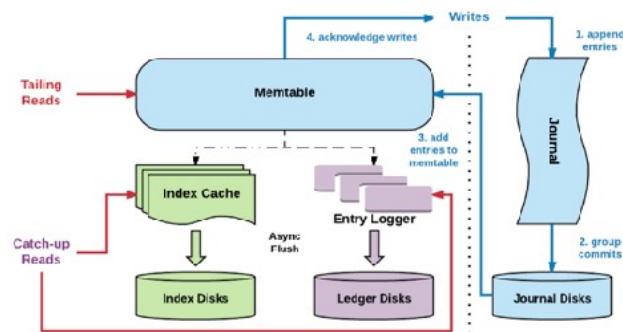 Writes
4. acknowledge writes
1. append
entries
Tailing
Reads
Memtable
Journal
3. add
entries to
memtable
Index Cache
Entry Logger
Catch-up
Reads
Async
Flush
2. group
commits
Index Disks
Ledger Disks
Journal Disks